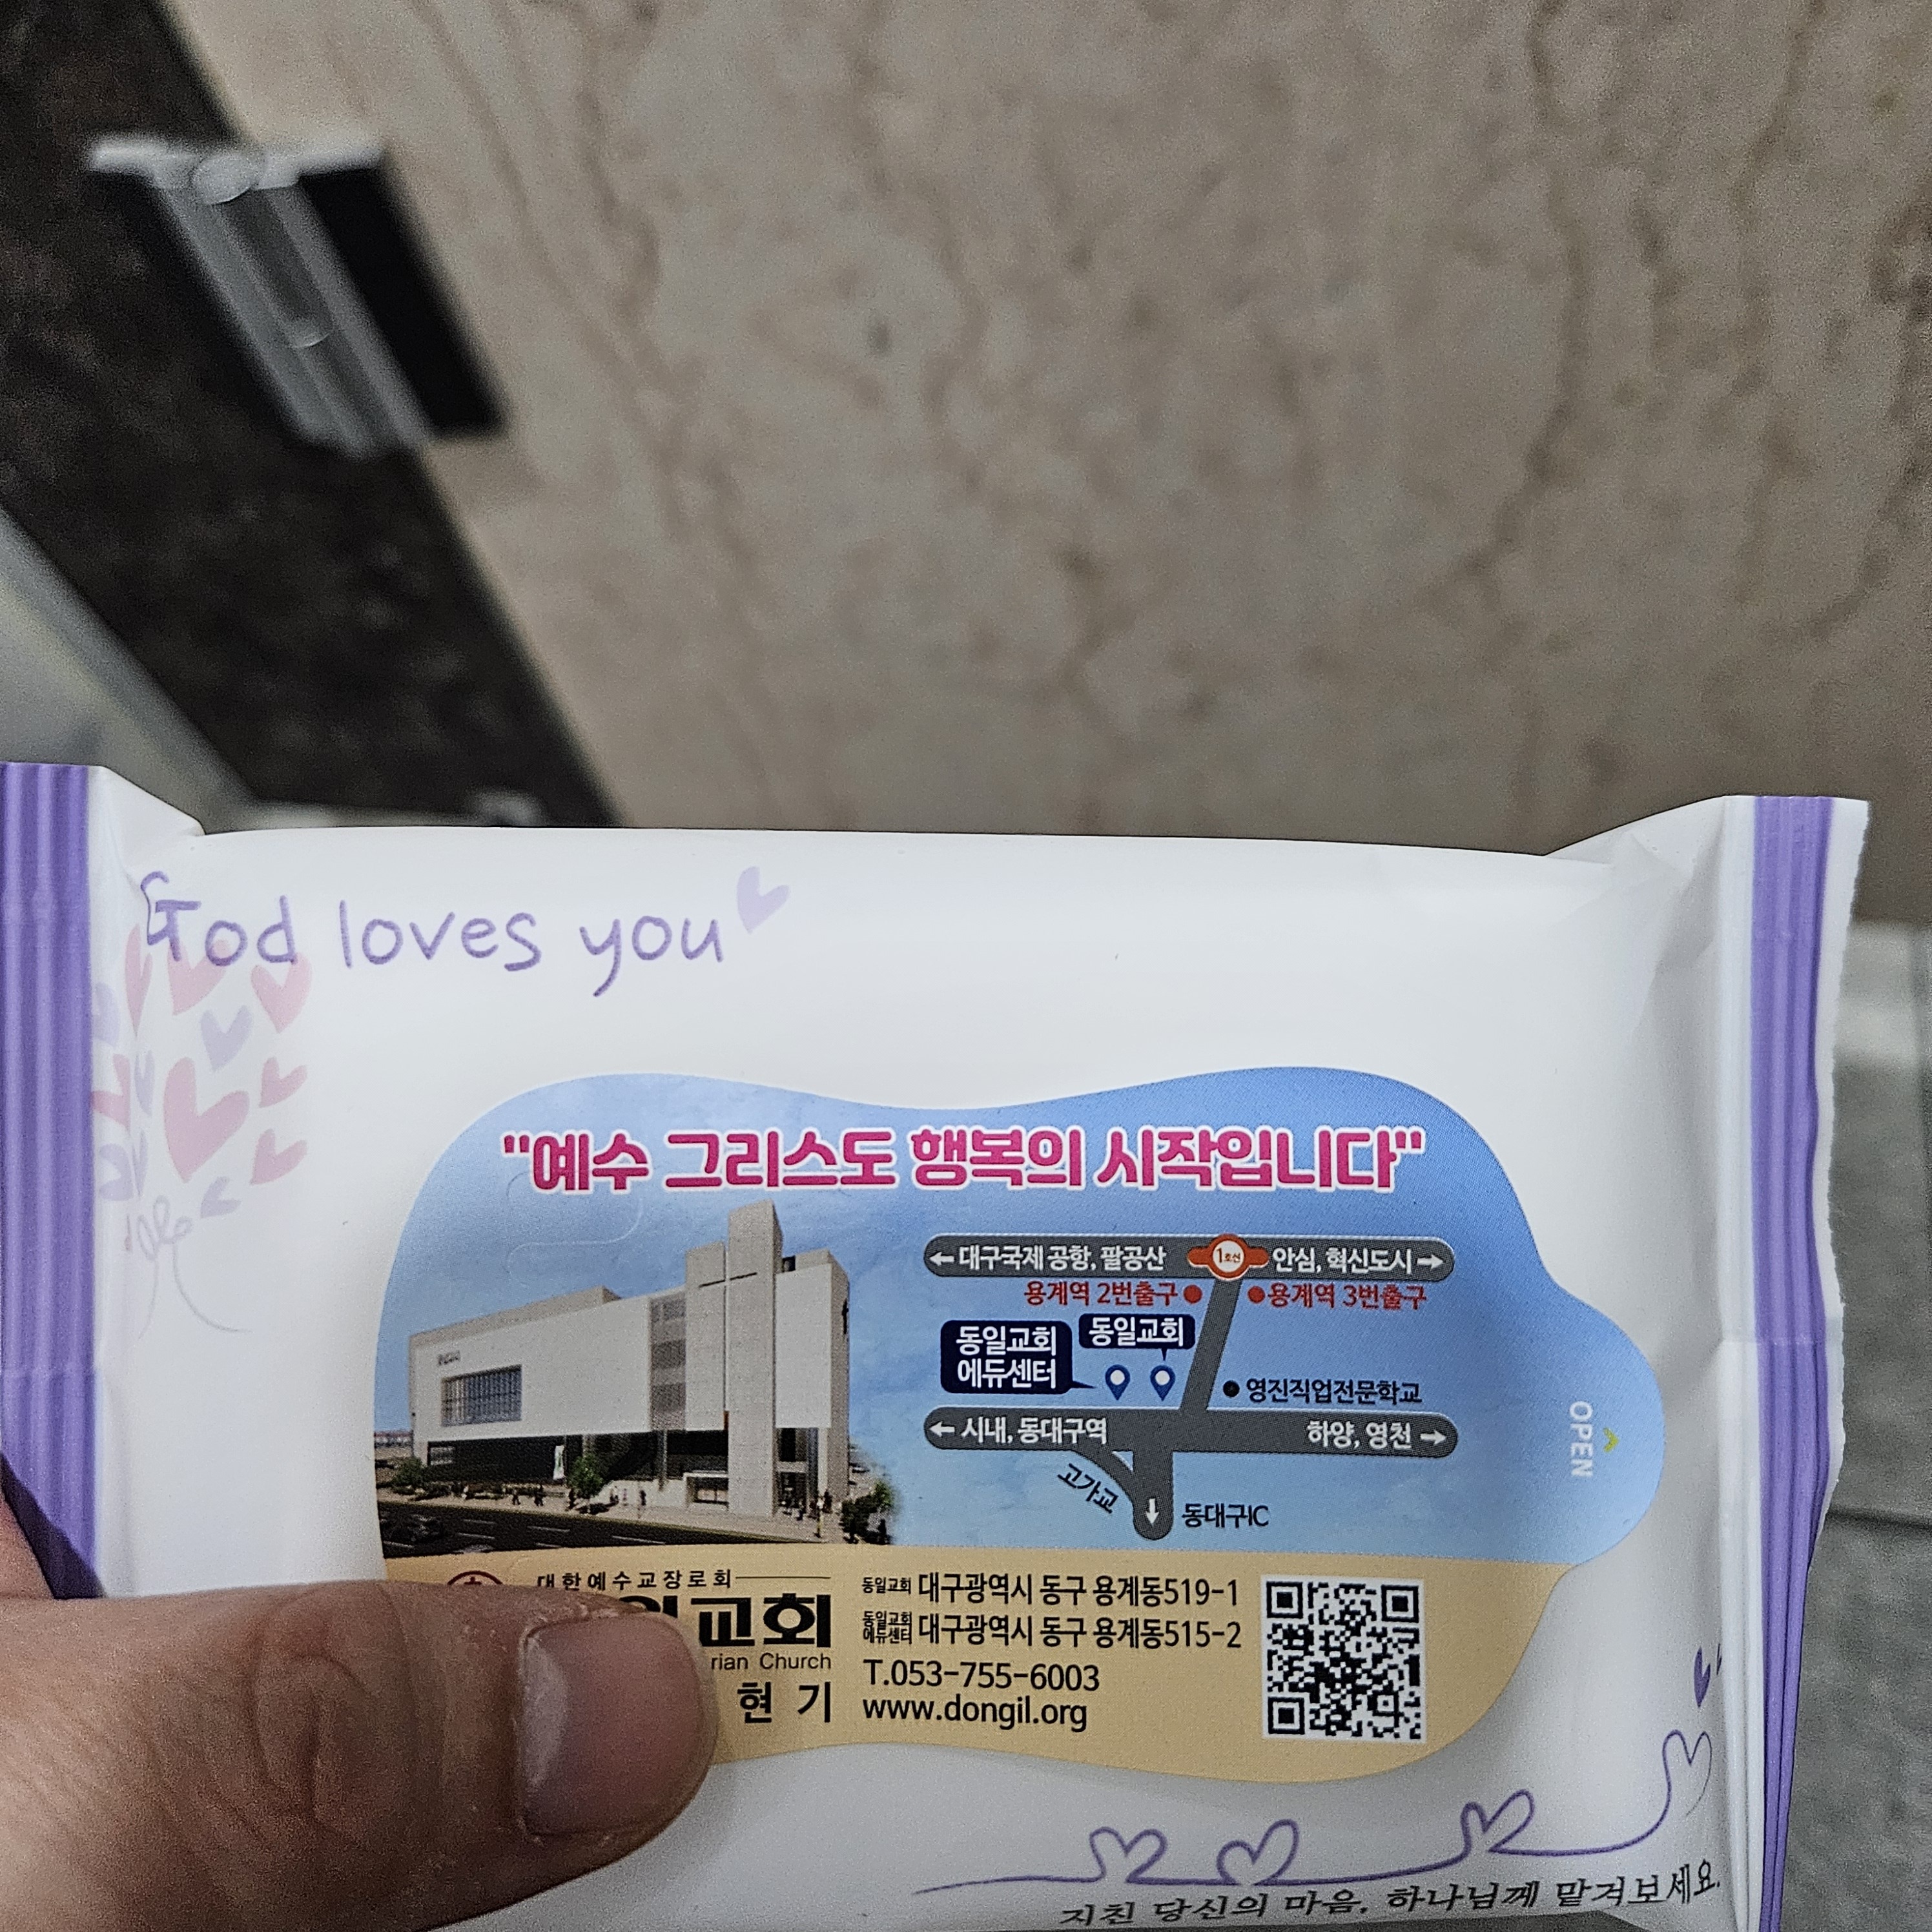 God loves you
"예수 그리스도 행복의 시작입니다"
← 대구국제 공항, 팔공산 1호선 안심, 혁신도시 →
용계역 2번출구 용계역 3번출구
동일교회
에듀센터
동일교회
영진직업전문학교
← 시내, 동대구역 하양, 영천 →
고가교
동대구IC
OPEN
대한예수교장로회
교회
Church
현 기
동일교회 대구광역시 동구 용계동519-1
동일교회 에듀센터 대구광역시 동구 용계동515-2
T.053-755-6003
www.dongil.org
지친 당신의 마음, 하나님께 맡겨보세요.